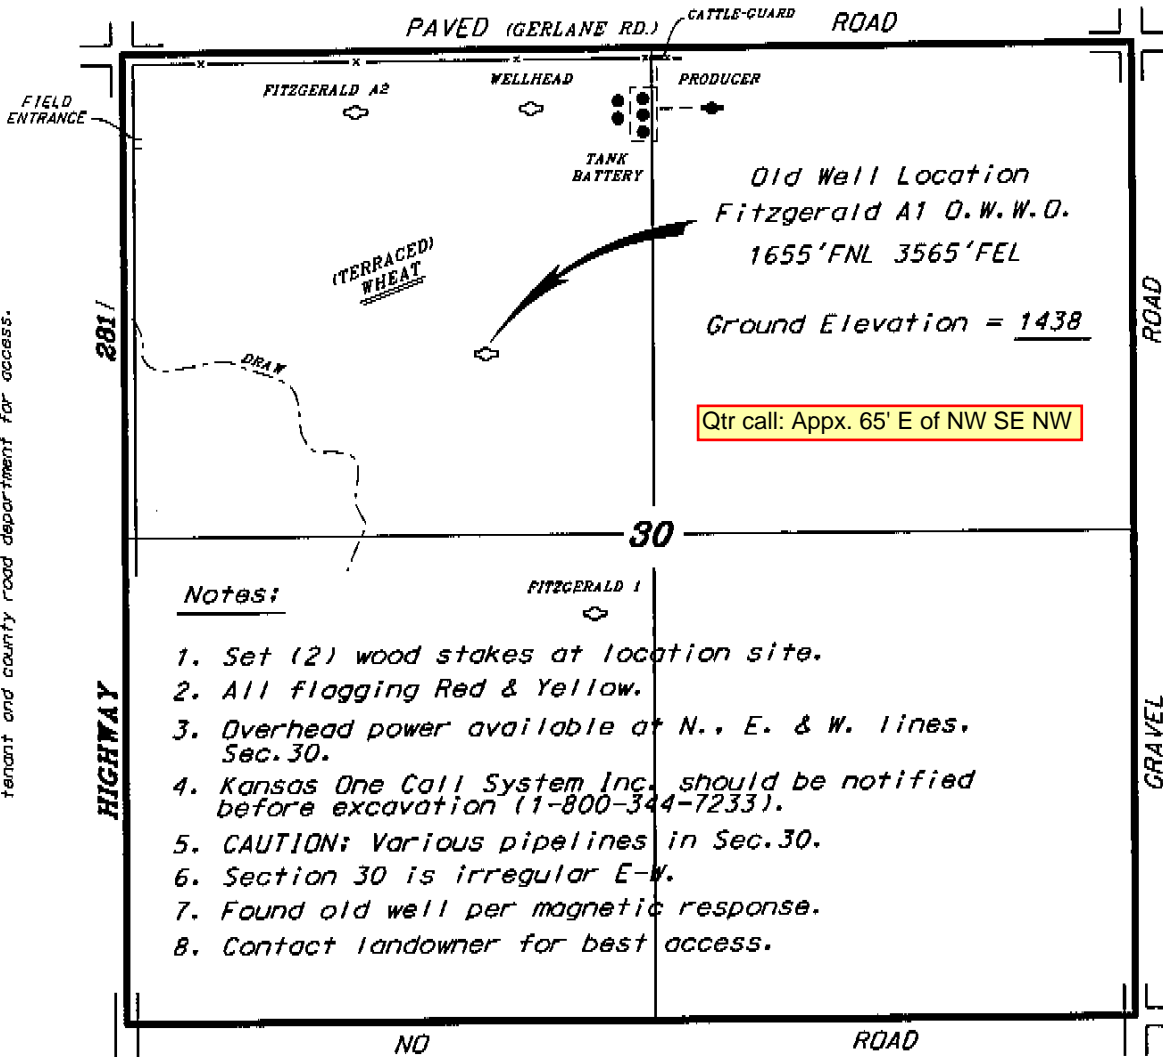 PAVED (GERLANE RD.)
CATTLE-GUARD
ROAD
FITZGERALD A2
WELLHEAD
PRODUCER
FIELD
ENTRANCE
TANK
BATTERY
Old Well Location
Fitzgerald A1 O.W.W.O.
1655'FNL 3565'FEL
(TERRACED)
WHEAT
Ground Elevation = 1438
DRAW
Qtr call: Appx. 65' E of NW SE NW
281/
HIGHWAY
tenant and county road department for access.
ROAD
GRAVEL
30
Notes:
FITZGERALD 1
1. Set (2) wood stakes at location site.
2. All flagging Red & Yellow.
3. Overhead power available at N., E. & W. lines,
Sec.30.
4. Kansas One Call System Inc. should be notified
before excavation (1-800-344-7233).
5. CAUTION: Various pipelines in Sec.30.
6. Section 30 is irregular E-W.
7. Found old well per magnetic response.
8. Contact landowner for best access.
NO
ROAD